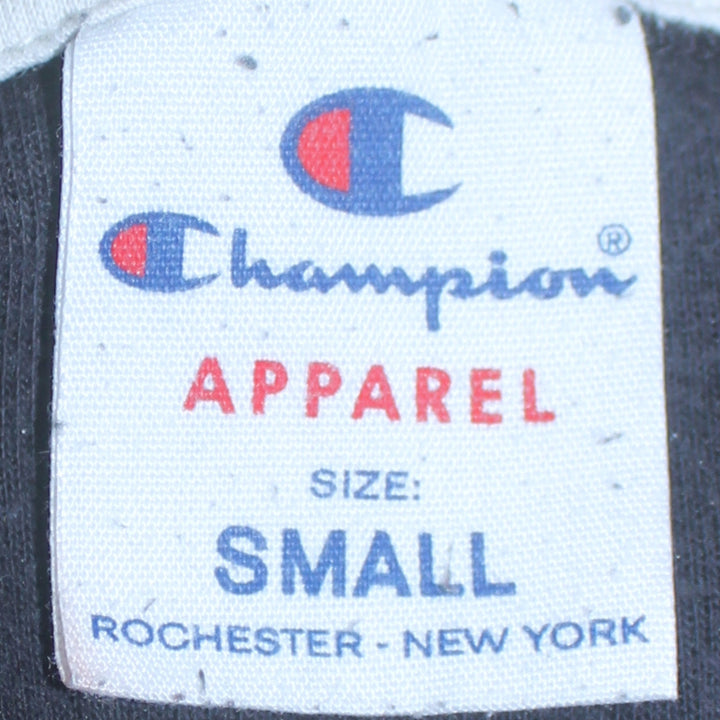 Champion®
APPAREL
SIZE:
SMALL
ROCHESTER - NEW YORK